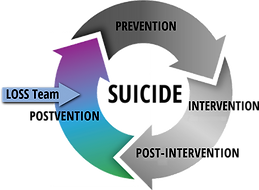 PREVENTION
LOSS Team
SUICIDE
INTERVENTION
POSTVENTION
POST-INTERVENTION